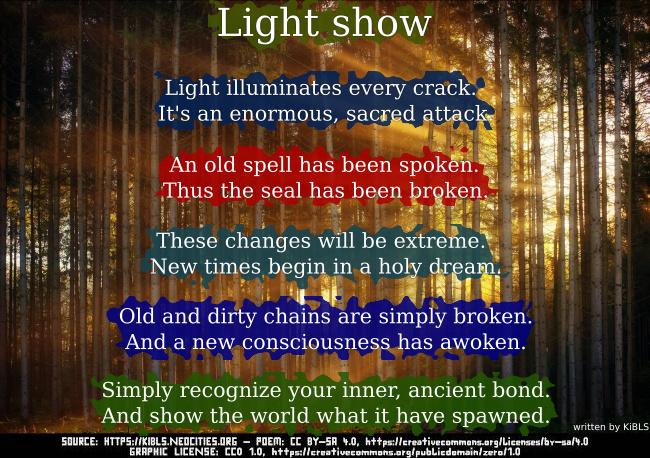 Light show
Light illuminates every crack.
It's an enormous, sacred attack.
An old spell has been spoken.
Thus the seal has been broken.
These changes will be extreme.
New times begin in a holy dream.
Old and dirty chains are simply broken.
And a new consciousness has awoken.
Simply recognize your inner, ancient bond.
And show the world what it have spawned.
written by KiBLS
SOURCE: HTTPS://KIBLS.NEOCITIES.ORG – POEM: CC BY-SA 4.0, https://creativecommons.org/licenses/by-sa/4.0
GRAPHIC LICENSE: CC0 1.0, https://creativecommons.org/publicdomain/zero/1.0